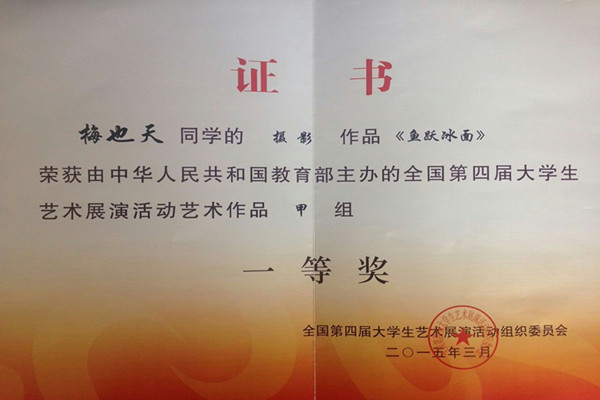 证书
梅也天同学的 摄影 作品《鱼跃冰面》
荣获由中华人民共和国教育部主办的全国第四届大学生
艺术展演活动艺术作品 甲 组
一等奖
全国第四届大学生艺术展演活动组织委员会
二〇一五年三月